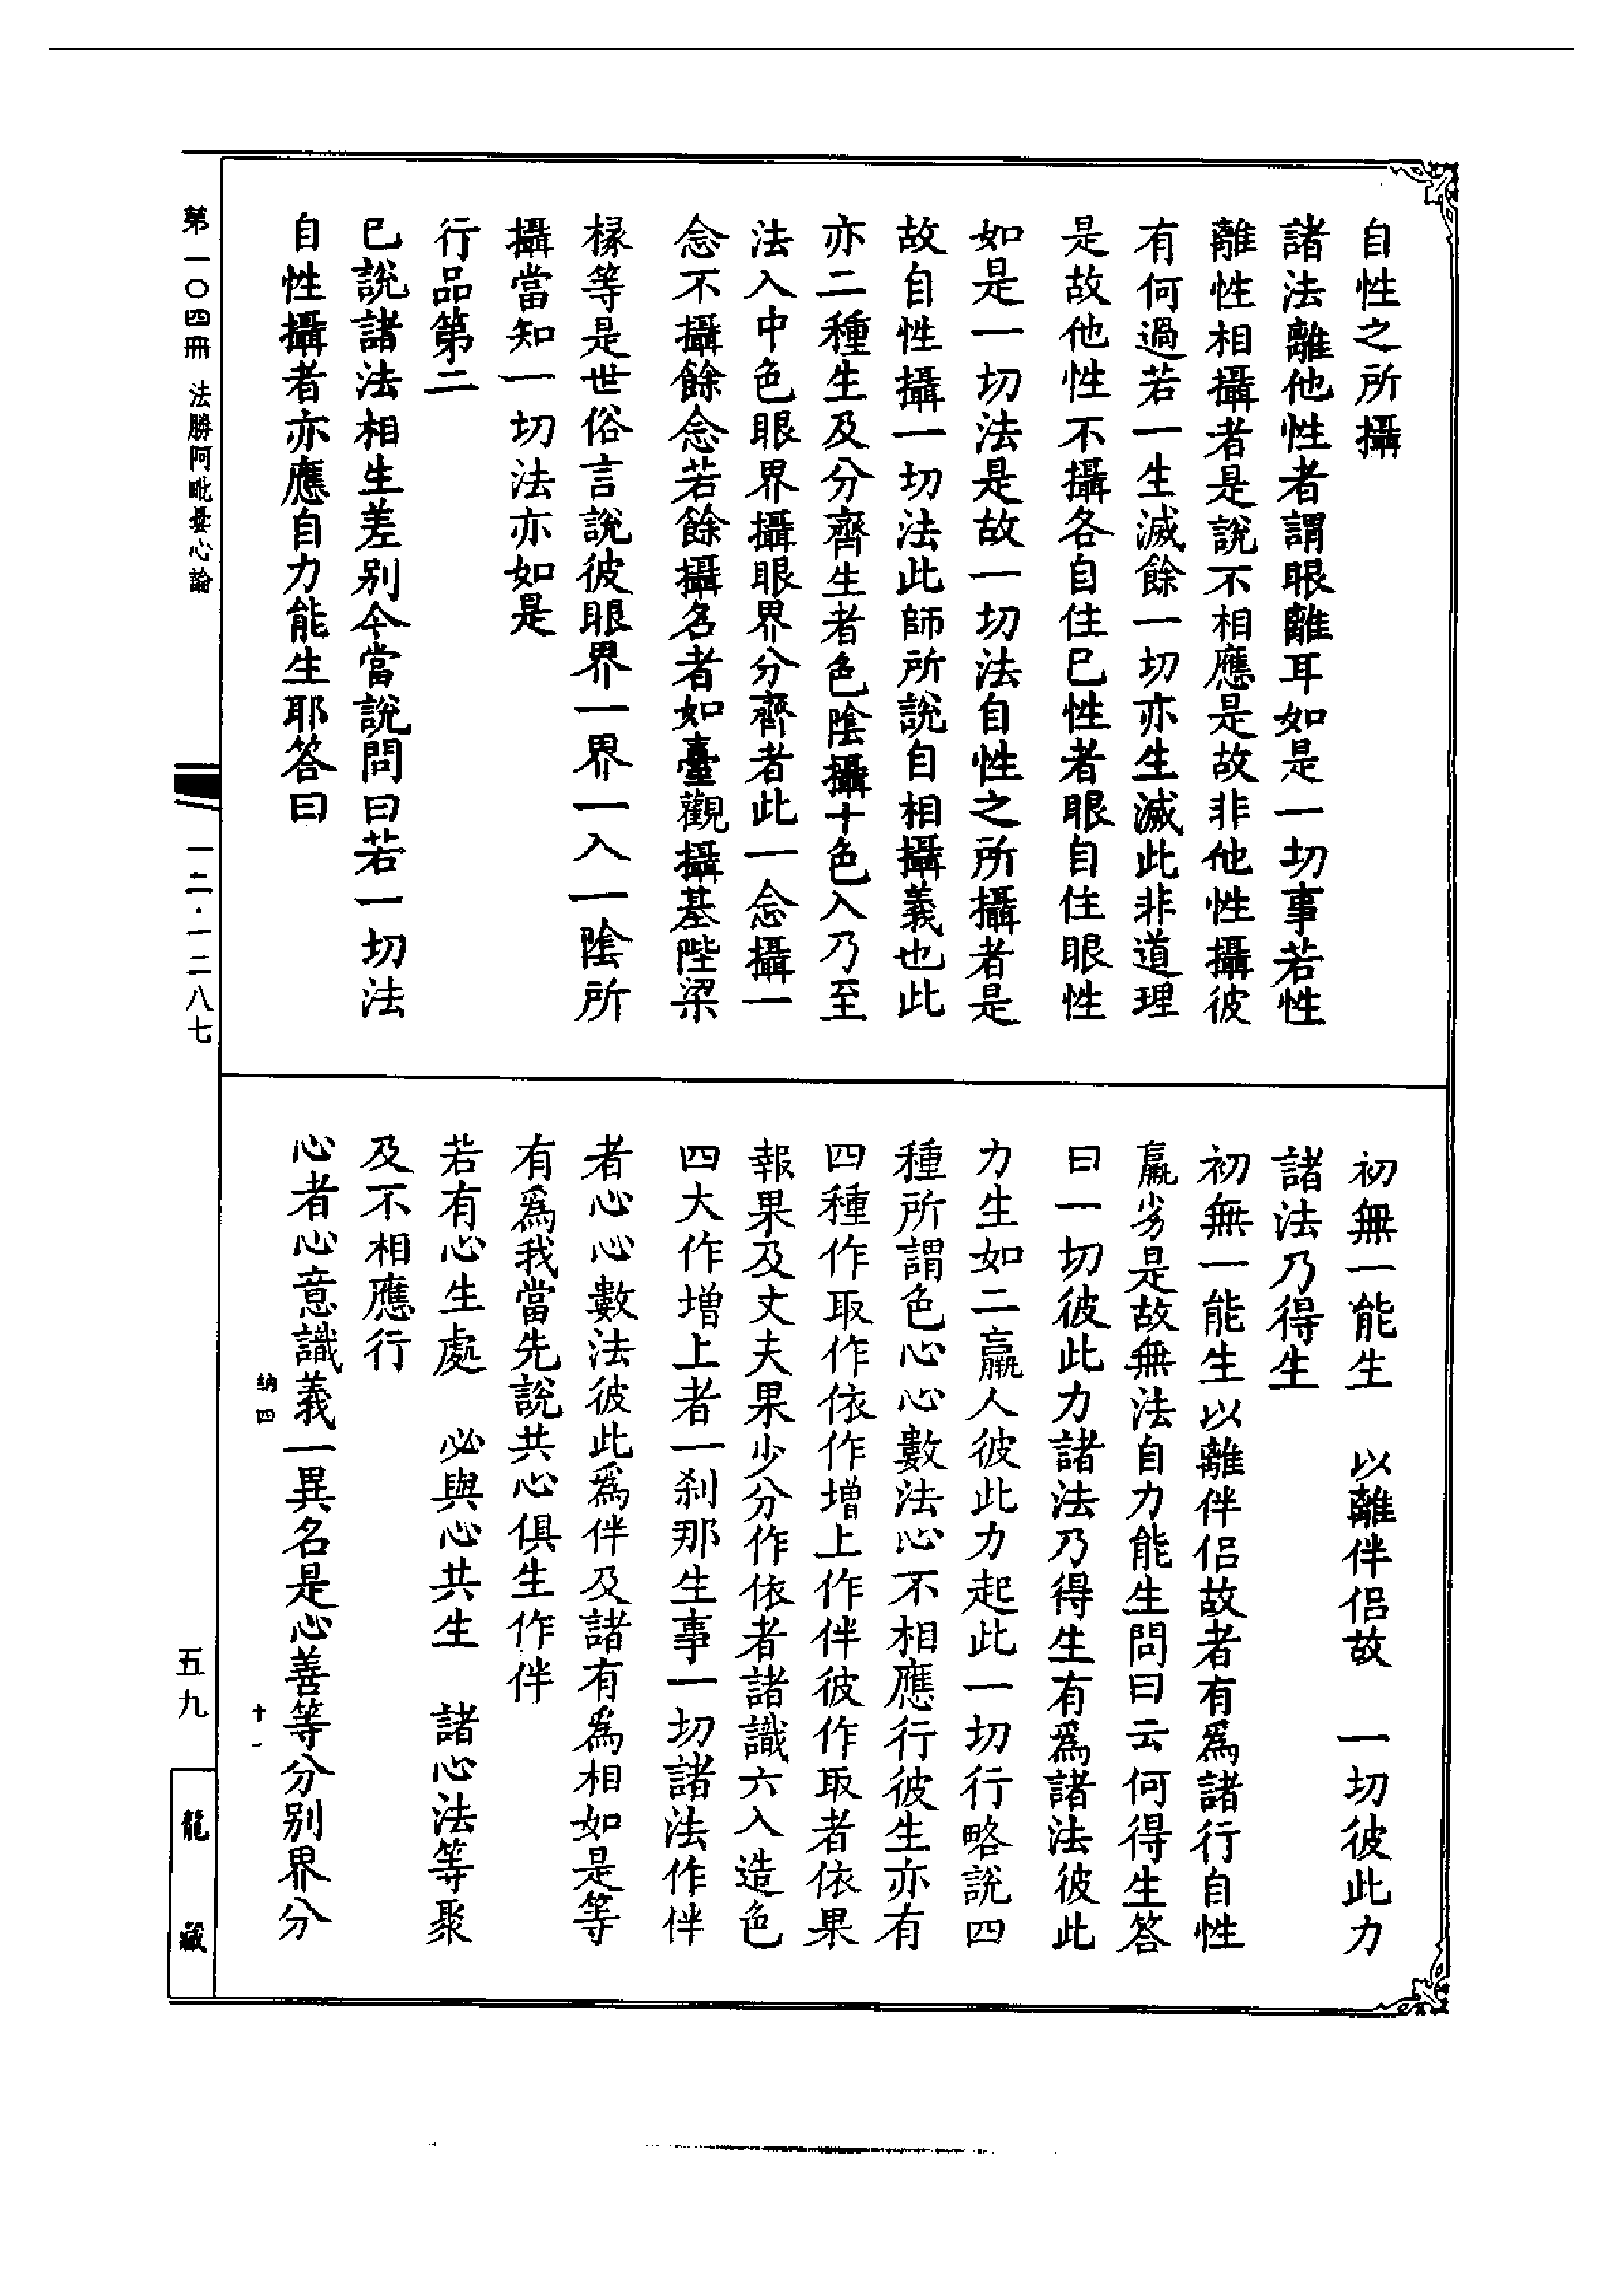 自性之所攝
諸法離他性者謂眼離耳如是一切事若性
離性相攝者是說不相應是故非他性攝彼
有何過若一生滅餘一切亦生滅此非道理
是故他性不攝各自住已性者眼自住眼性
如是一切法是故一切法自性之所攝者是
故自性攝一切法此師所說自相攝義也此
亦二種生及分齊生者色陰攝十色入乃至
法入中色眼界攝眼界分齊者此一念攝一
念不攝餘念若餘攝名者如臺觀攝基陛梁
椽等是世俗言說彼眼界一界一入一陰所
攝當知一切法亦如是
行品第二
已說諸法相生差别今當說問曰若一切法
自性攝者亦應自力能生耶答曰
初無一能生　以離伴侣故　一切彼此力
諸法乃得生
初無一能生以離伴侣故者有為諸行自性
羸劣是故無法自力能生問曰云何得生答
曰一切彼此力諸法乃得生有為諸法彼此
力生如二羸人彼此力起此一切行略說四
種所謂色心心數法心不相應行彼生亦有
四種作取作依作增上作伴彼作取者依果
報果及丈夫果少分作依者諸識六入造色
四大作增上者一刹那生事一切諸法作伴
者心心數法彼此為伴及諸有為相如是等
有為我當先說共心俱生作伴
若有心生處　必與心共生　諸心法等聚
及不相應行
心者心意識義一異名是心善等分别界分
第一〇四冊　法勝阿毗曇心論
一二·一二八七
納四
十一
五九
龍藏